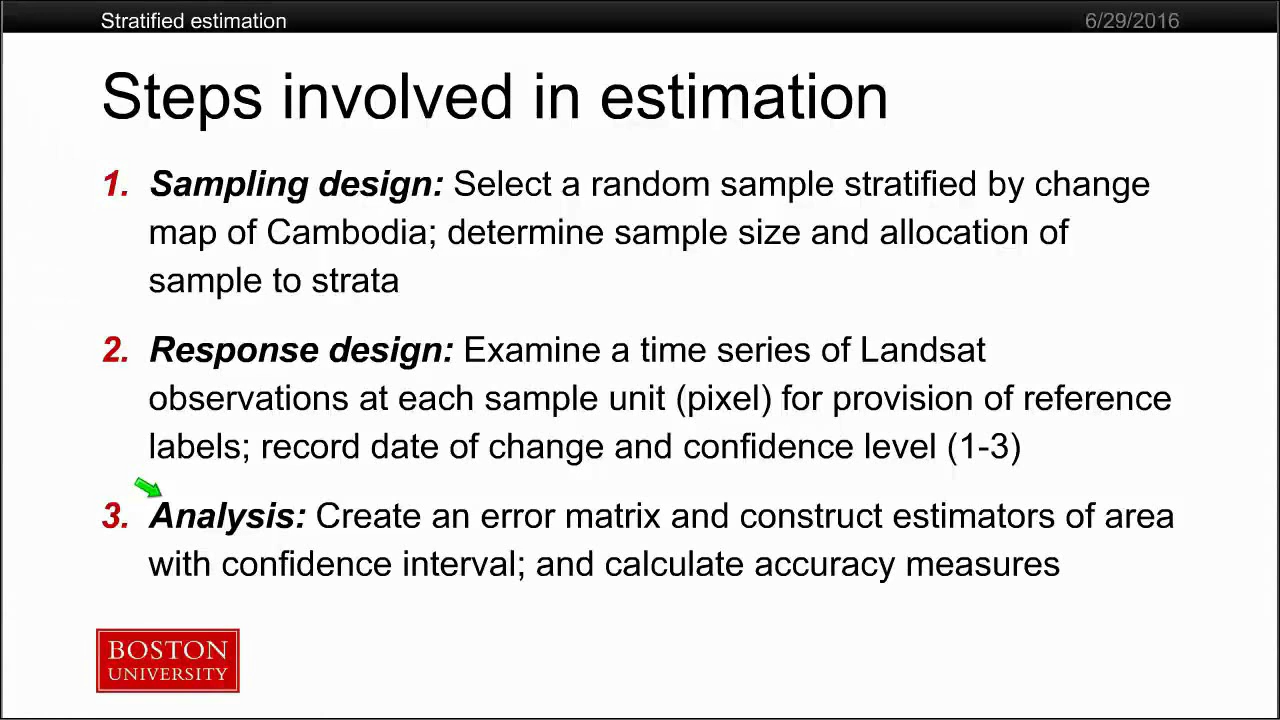 Stratified estimation 6/29/2016
Steps involved in estimation
1. Sampling design: Select a random sample stratified by change
map of Cambodia; determine sample size and allocation of
sample to strata
2. Response design: Examine a time series of Landsat
observations at each sample unit (pixel) for provision of reference
labels; record date of change and confidence level (1-3)
3. Analysis: Create an error matrix and construct estimators of area
with confidence interval; and calculate accuracy measures
BOSTON
UNIVERSITY